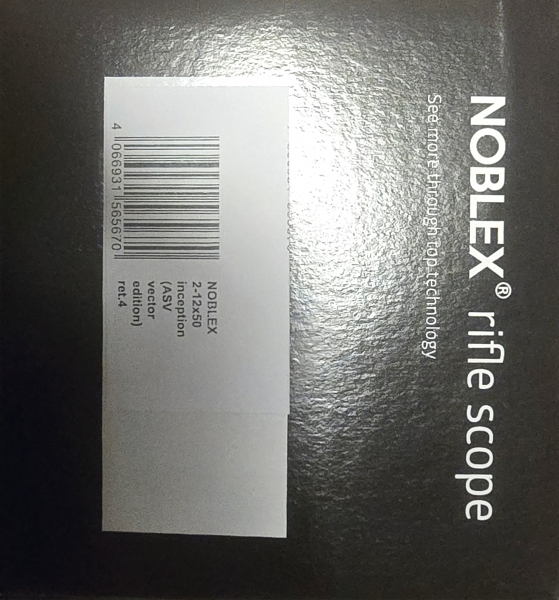 NOBLEX® rifle scope
See more through top technology
NOBLEX
2-12x50
inception
(ASV
vector
edition)
ret.4
4 066931 565670